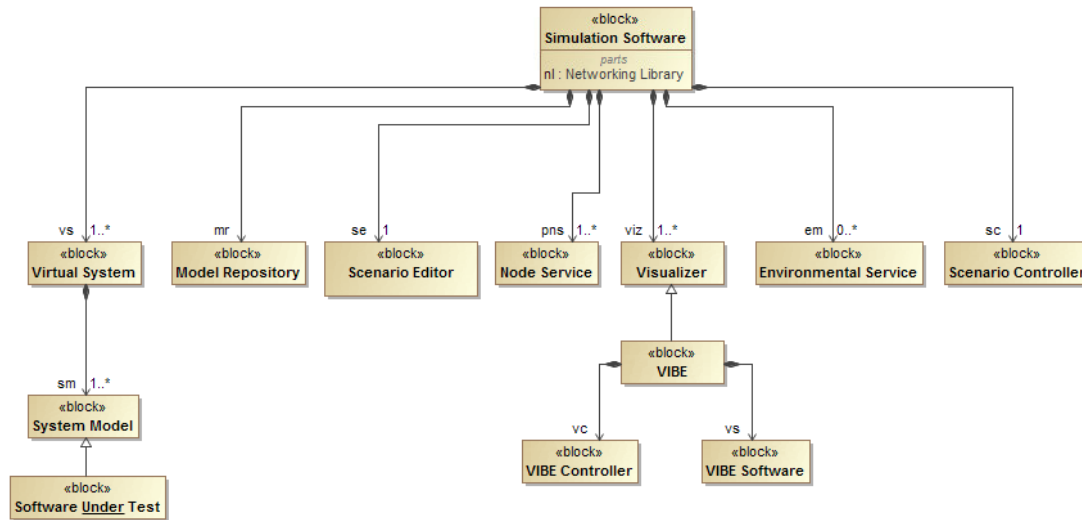 «block»
Simulation Software
parts
nl : Networking Library
vs 1..*
mr
se 1
pns 1..*
viz 1..*
em 0..*
sc 1
«block»
Virtual System
«block»
Model Repository
«block»
Scenario Editor
«block»
Node Service
«block»
Visualizer
«block»
Environmental Service
«block»
Scenario Controller
«block»
VIBE
sm 1..*
«block»
System Model
vc
vs
«block»
VIBE Controller
«block»
VIBE Software
«block»
Software Under Test